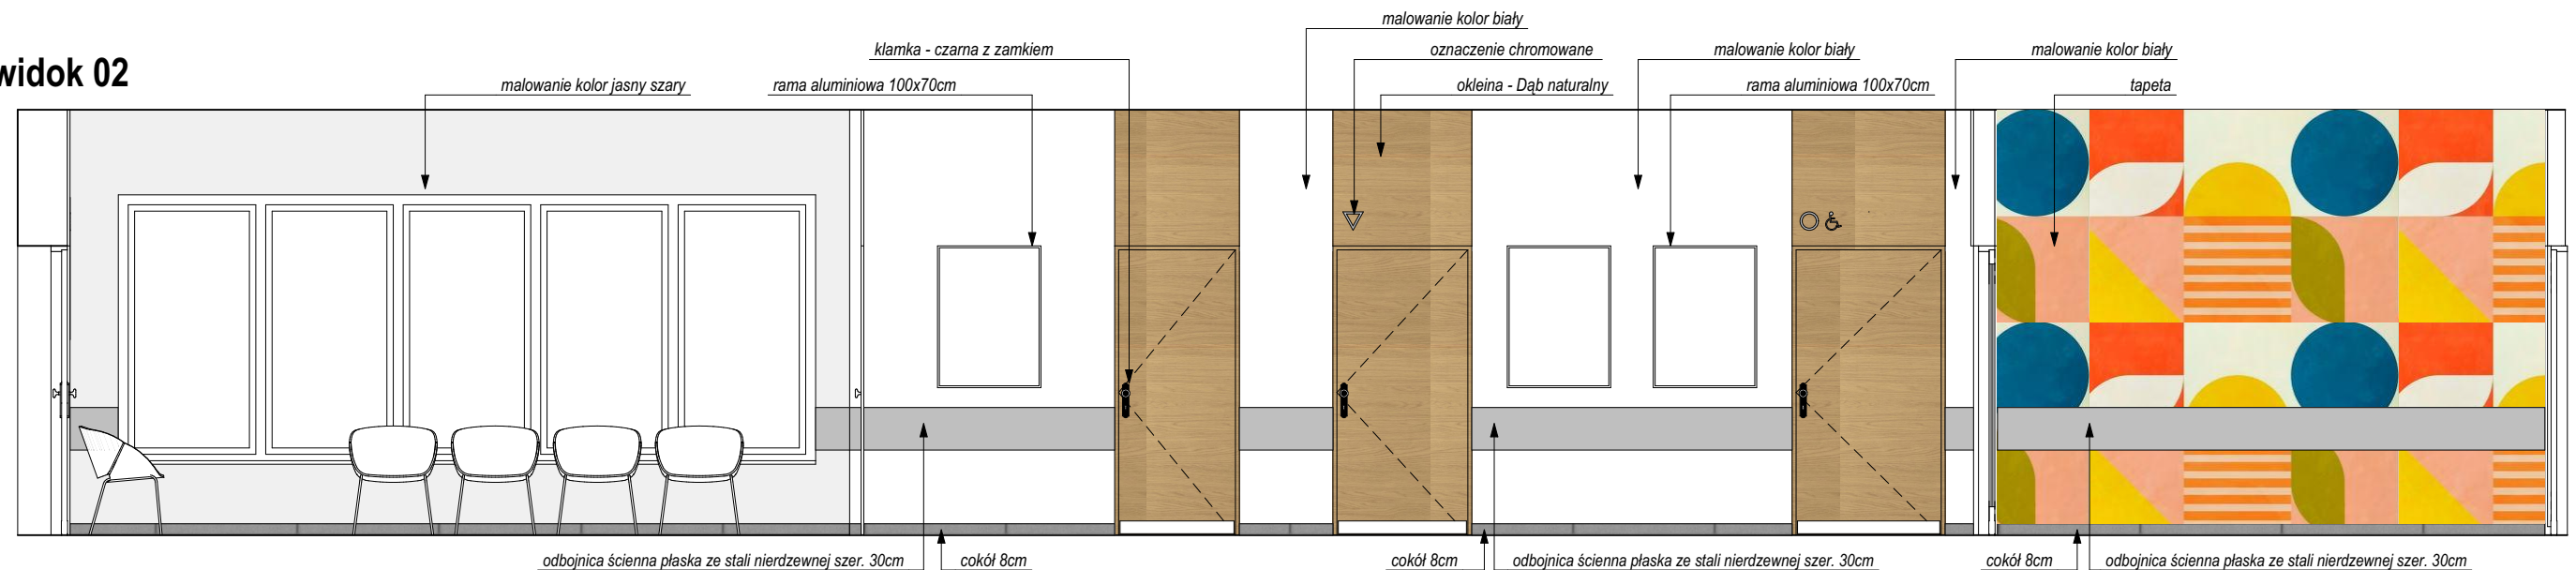 malowanie kolor biały
klamka - czarna z zamkiem
oznaczenie chromowane
malowanie kolor biały
malowanie kolor biały
widok 02
malowanie kolor jasny szary
rama aluminiowa 100x70cm
okleina - Dąb naturalny
rama aluminiowa 100x70cm
tapeta
odbojnica ścienna płaska ze stali nierdzewnej szer. 30cm
cokół 8cm
cokół 8cm
odbojnica ścienna płaska ze stali nierdzewnej szer. 30cm
cokół 8cm
odbojnica ścienna płaska ze stali nierdzewnej szer. 30cm